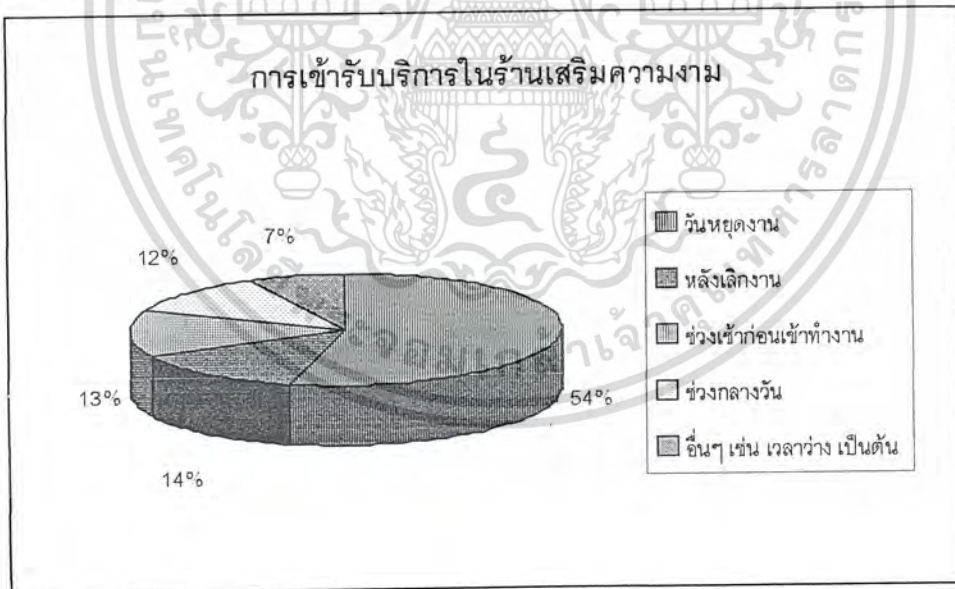 การเข้ารับบริการในร้านเสริมความงาม
7%
12%
13%
54%
14%
วันหยุดงาน
หลังเลิกงาน
ช่วงเช้าก่อนเข้าทำงาน
ช่วงกลางวัน
อื่นๆ เช่น เวลาว่าง เป็นต้น